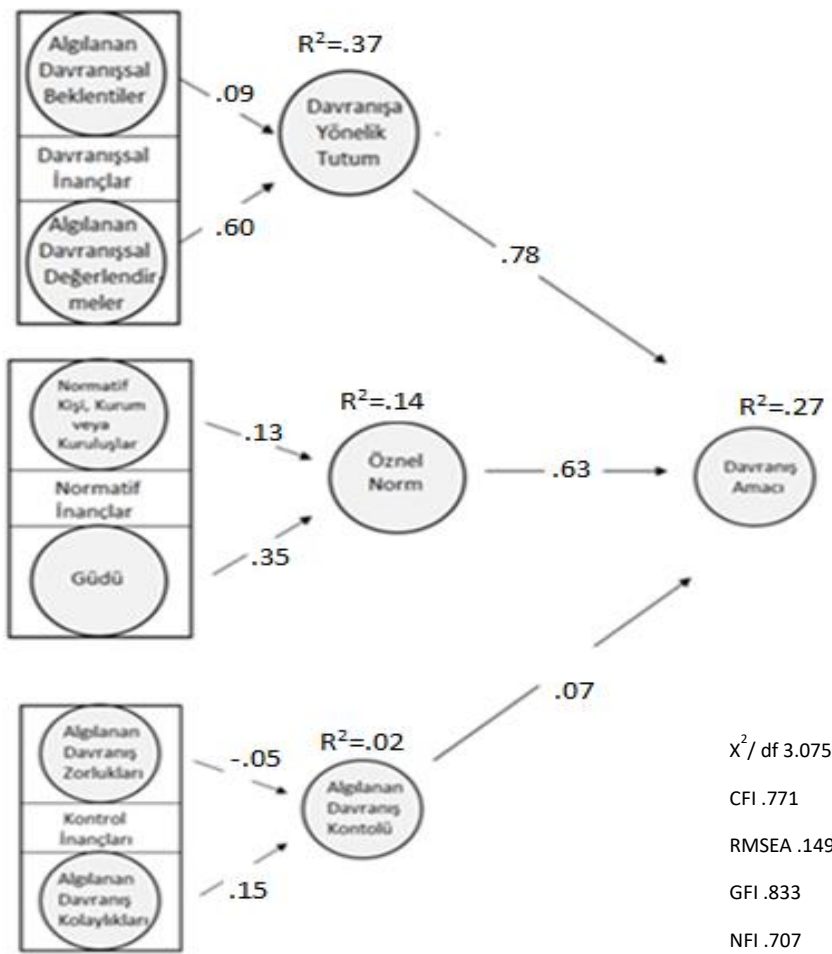 Algılanan
Davranışsal
Beklentiler
Davranışsal
İnançlar
Algılanan
Davranışsal
Değerlendir-
meler
.09
.60
R²=.37
Davranışa
Yönelik
Tutum
.78
Normatif
Kişi, Kurum
veya
Kuruluşlar
Normatif
İnançlar
Güdü
.13
.35
R²=.14
Öznel
Norm
.63
R²=.27
Davranış
Amacı
Algılanan
Davranış
Zorlukları
Kontrol
İnançları
Algılanan
Davranış
Kolaylıkları
-.05
.15
R²=.02
Algılanan
Davranış
Kontolü
.07
X²/ df 3.075
CFI .771
RMSEA .149
GFI .833
NFI .707